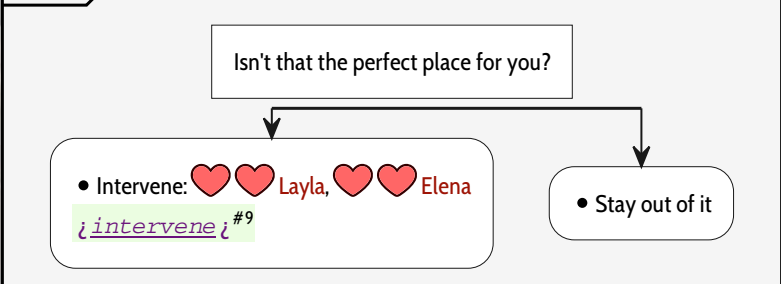 Isn't that the perfect place for you?
• Intervene: Layla, Elena
¿intervene¿#9
• Stay out of it